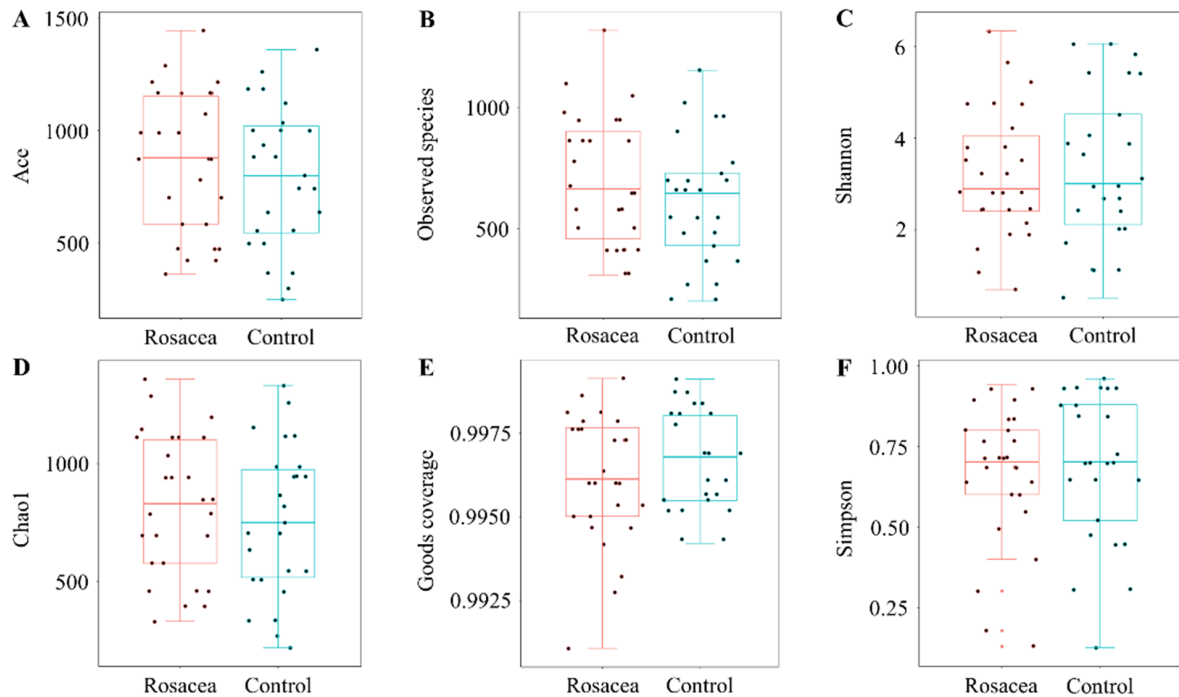 A
Ace
1500
1000
500
Rosacea Control
B
Observed species
1000
500
Rosacea Control
C
Shannon
6
4
2
Rosacea Control
D
Chao1
1000
500
Rosacea Control
E
Goods coverage
0.9975
0.9950
0.9925
Rosacea Control
F
Simpson
1.00
0.75
0.50
0.25
Rosacea Control